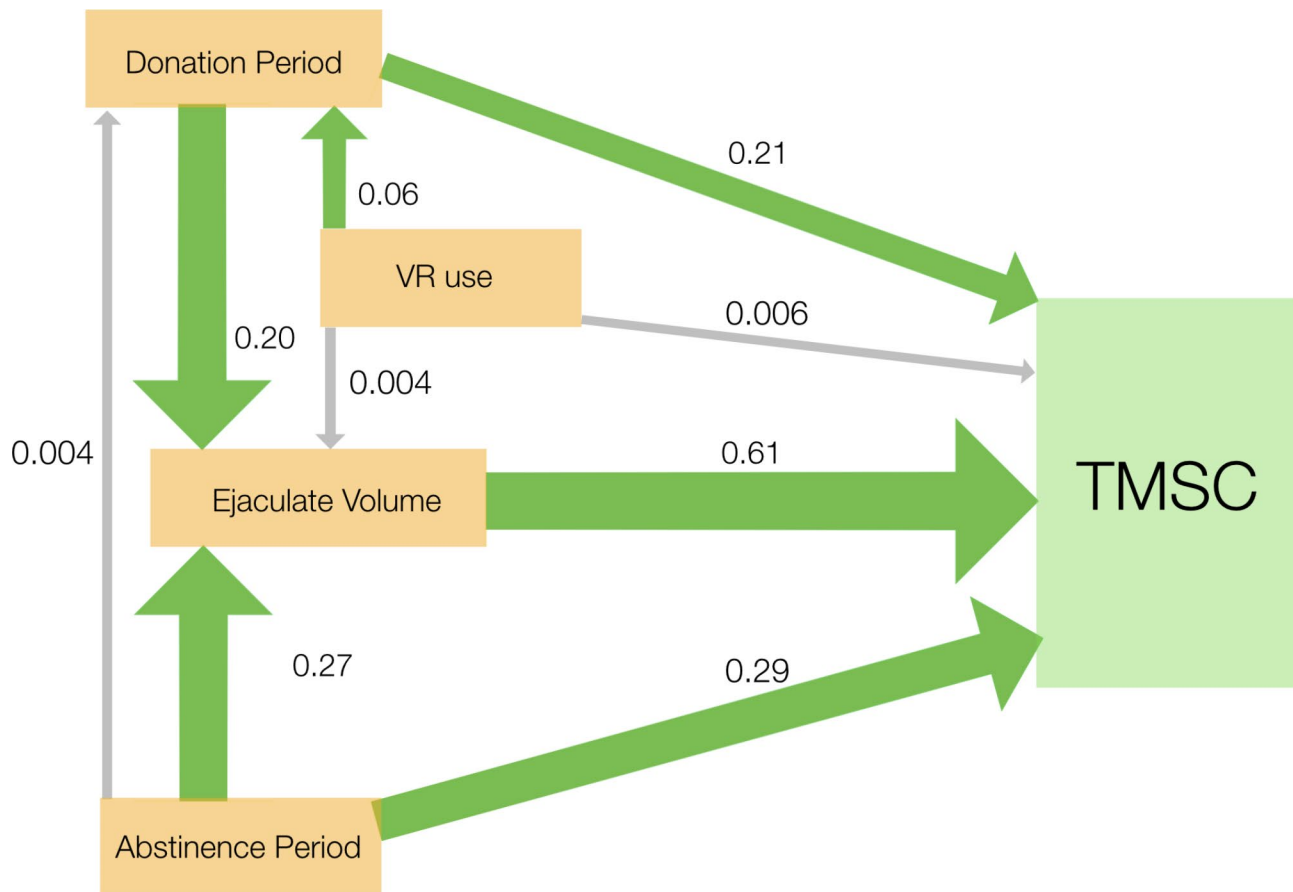 Donation Period
0.21
0.06
VR use
0.006
0.20
0.004
0.004
0.61
Ejaculate Volume
TMSC
0.27
0.29
Abstinence Period